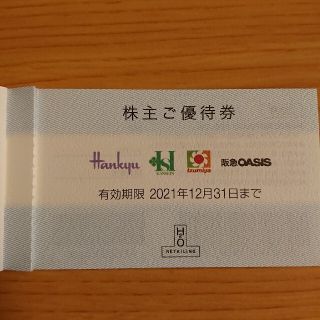 株主ご優待券
Hankyu HANSHIN izumiya 阪急OASIS
有効期限 2021年12月31日まで
H2O
RETAILING